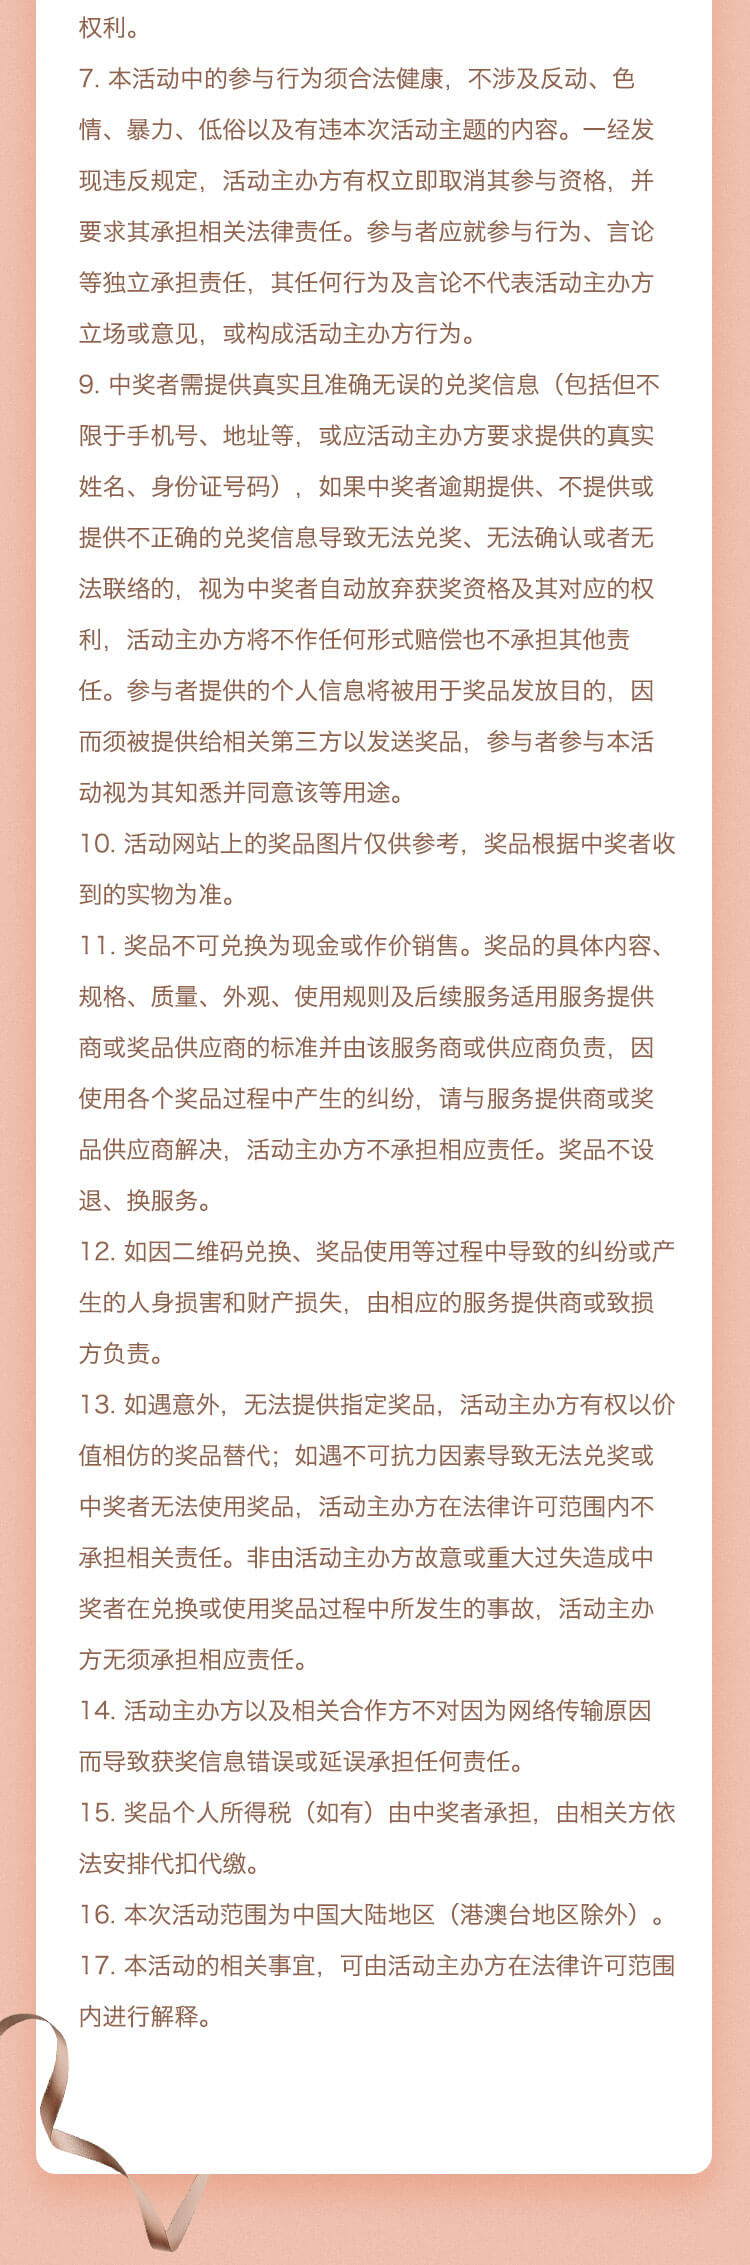 权利。
7. 本活动中的参与行为须合法健康，不涉及反动、色
情、暴力、低俗以及有违本次活动主题的内容。一经发
现违反规定，活动主办方有权立即取消其参与资格，并
要求其承担相关法律责任。参与者应就参与行为、言论
等独立承担责任，其任何行为及言论不代表活动主办方
立场或意见，或构成活动主办方行为。
9. 中奖者需提供真实且准确无误的兑奖信息（包括但不
限于手机号、地址等，或应活动主办方要求提供的真实
姓名、身份证号码），如果中奖者逾期提供、不提供或
提供不正确的兑奖信息导致无法兑奖、无法确认或者无
法联络的，视为中奖者自动放弃获奖资格及其对应的权
利，活动主办方将不作任何形式赔偿也不承担其他责
任。参与者提供的个人信息将被用于奖品发放目的，因
而须被提供给相关第三方以发送奖品，参与者参与本活
动视为其知悉并同意该等用途。
10. 活动网站上的奖品图片仅供参考，奖品根据中奖者收
到的实物为准。
11. 奖品不可兑换为现金或作价销售。奖品的具体内容、
规格、质量、外观、使用规则及后续服务适用服务提供
商或奖品供应商的标准并由该服务商或供应商负责，因
使用各个奖品过程中产生的纠纷，请与服务提供商或奖
品供应商解决，活动主办方不承担相应责任。奖品不设
退、换服务。
12. 如因二维码兑换、奖品使用等过程中导致的纠纷或产
生的人身损害和财产损失，由相应的服务提供商或致损
方负责。
13. 如遇意外，无法提供指定奖品，活动主办方有权以价
值相仿的奖品替代；如遇不可抗力因素导致无法兑奖或
中奖者无法使用奖品，活动主办方在法律许可范围内不
承担相关责任。非由活动主办方故意或重大过失造成中
奖者在兑换或使用奖品过程中所发生的事故，活动主办
方无须承担相应责任。
14. 活动主办方以及相关合作方不对因为网络传输原因
而导致获奖信息错误或延误承担任何责任。
15. 奖品个人所得税（如有）由中奖者承担，由相关方依
法安排代扣代缴。
16. 本次活动范围为中国大陆地区（港澳台地区除外）。
17. 本活动的相关事宜，可由活动主办方在法律许可范围
内进行解释。